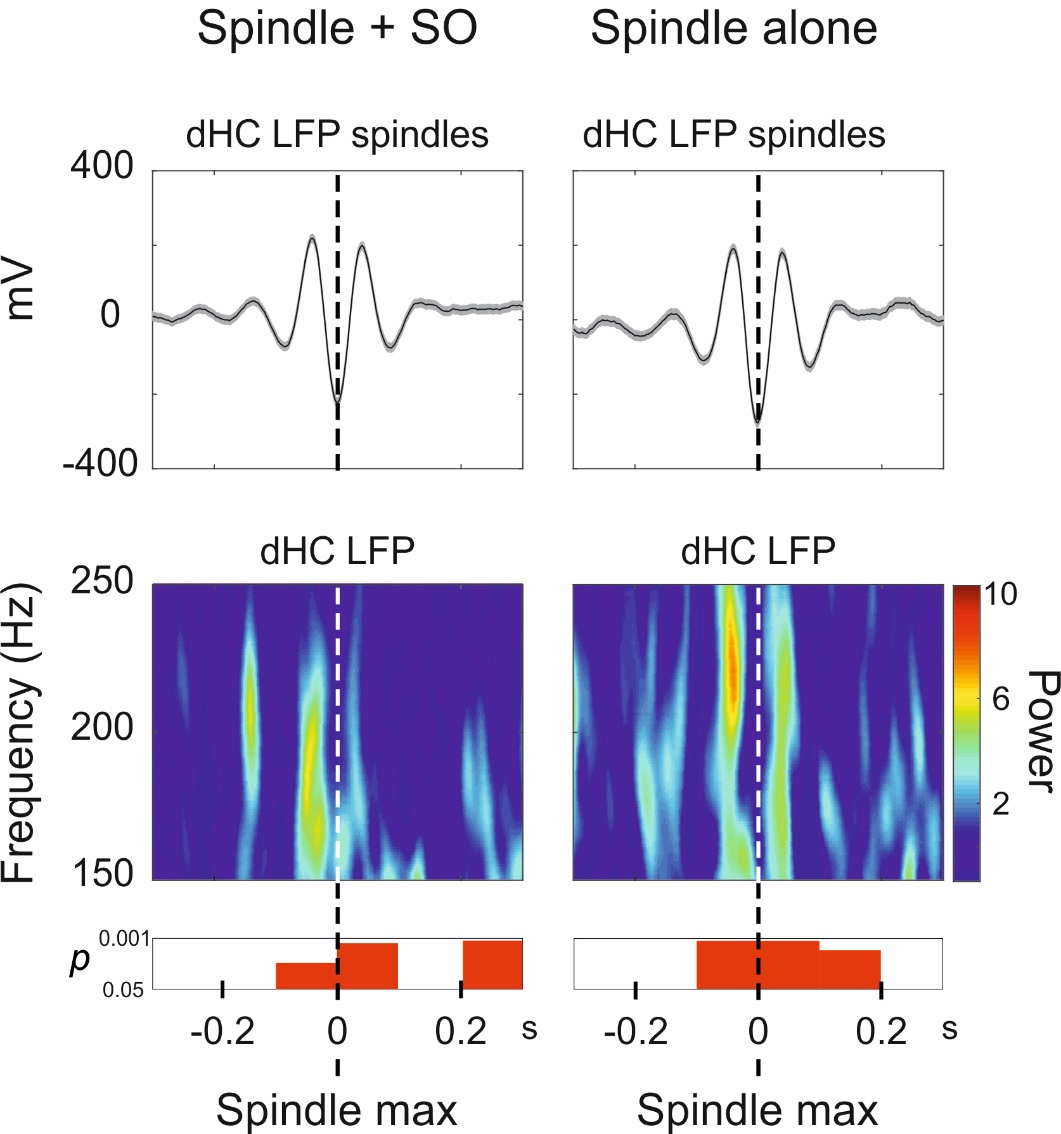 Spindle + SO Spindle alone
dHC LFP spindles dHC LFP spindles
400
mV
0
-400
dHC LFP dHC LFP
250
Frequency (Hz)
200
150
10
6
2
Power
0.001
p
0.05
-0.2 0 0.2 s -0.2 0 0.2 s
Spindle max Spindle max